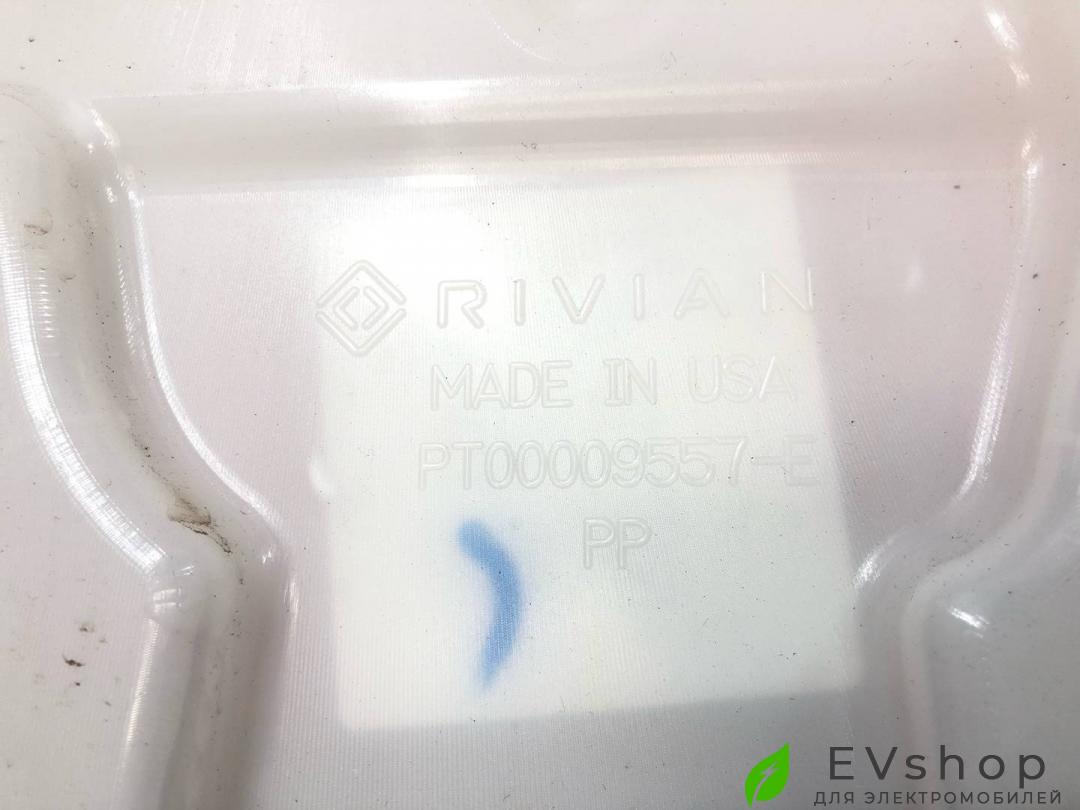 RIVIAN
MADE IN USA
PT00009557-E
PP
EVshop
ДЛЯ ЭЛЕКТРОМОБИЛЕЙ